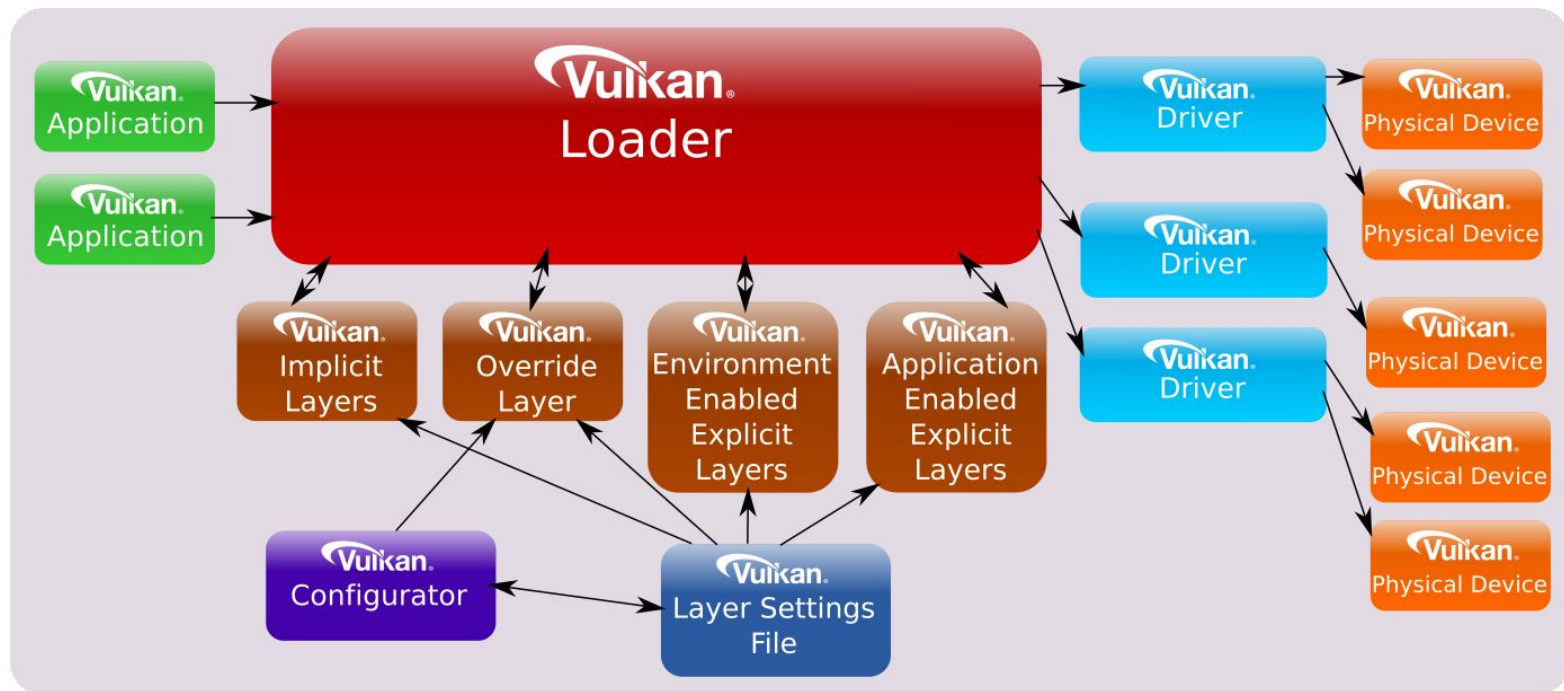 Vulkan®
Loader
Vulkan®
Application
Vulkan®
Application
Vulkan®
Driver
Vulkan®
Driver
Vulkan®
Driver
Vulkan®
Physical Device
Vulkan®
Physical Device
Vulkan®
Physical Device
Vulkan®
Physical Device
Vulkan®
Physical Device
Vulkan®
Implicit
Layers
Vulkan®
Override
Layer
Vulkan®
Environment
Enabled
Explicit
Layers
Vulkan®
Application
Enabled
Explicit
Layers
Vulkan®
Configurator
Vulkan®
Layer Settings
File